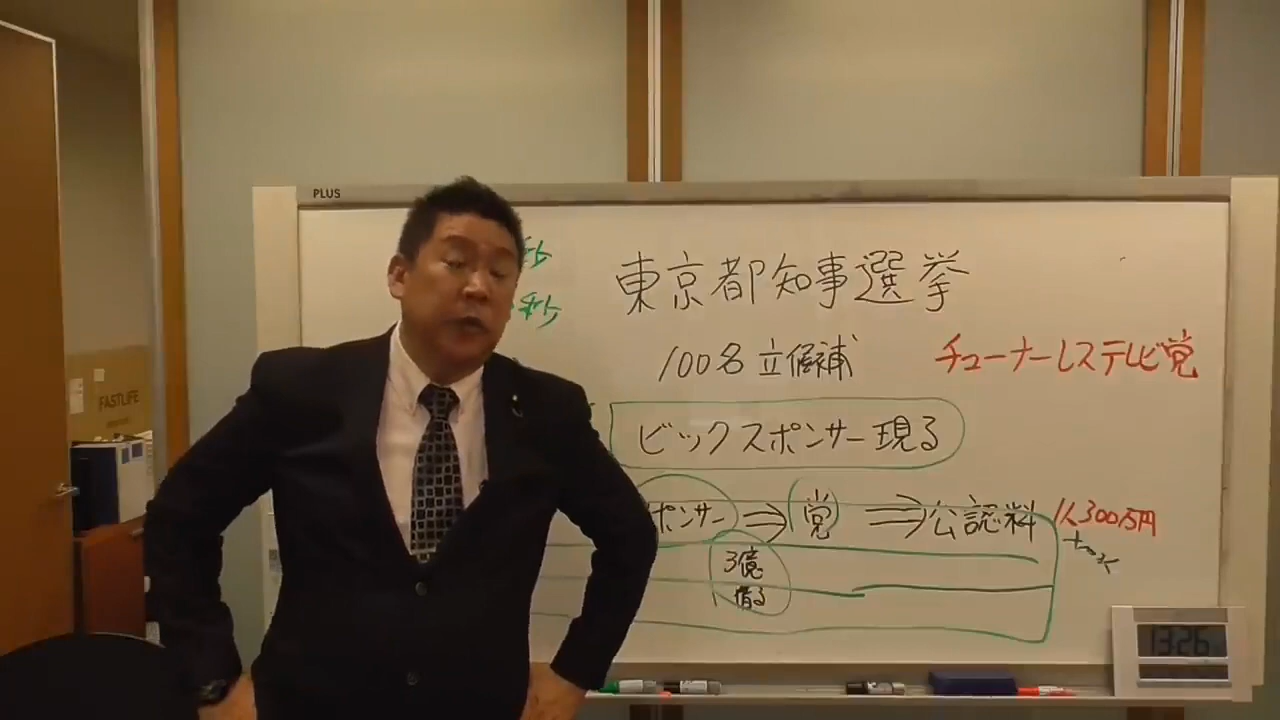 PLUS
秒
秒
東京都知事選挙
100名立候補
チューナーレステレビ党
ビックスポンサー現る
ポンサー ⇒ 党 ⇒ 公認料 1人300万円
3億
借る
FASTLIFE
13:26